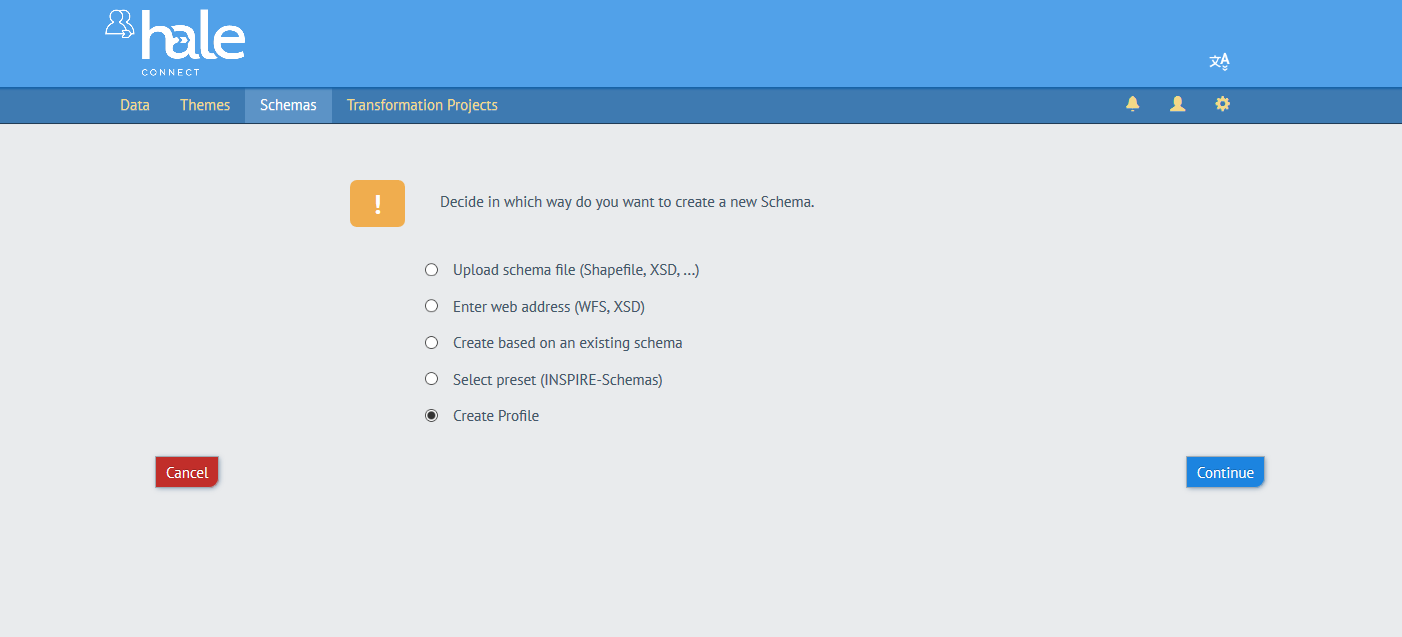 hale
CONNECT
文A
Data Themes Schemas Transformation Projects
!
Decide in which way do you want to create a new Schema.
Upload schema file (Shapefile, XSD, ...)
Enter web address (WFS, XSD)
Create based on an existing schema
Select preset (INSPIRE-Schemas)
Create Profile
Cancel Continue